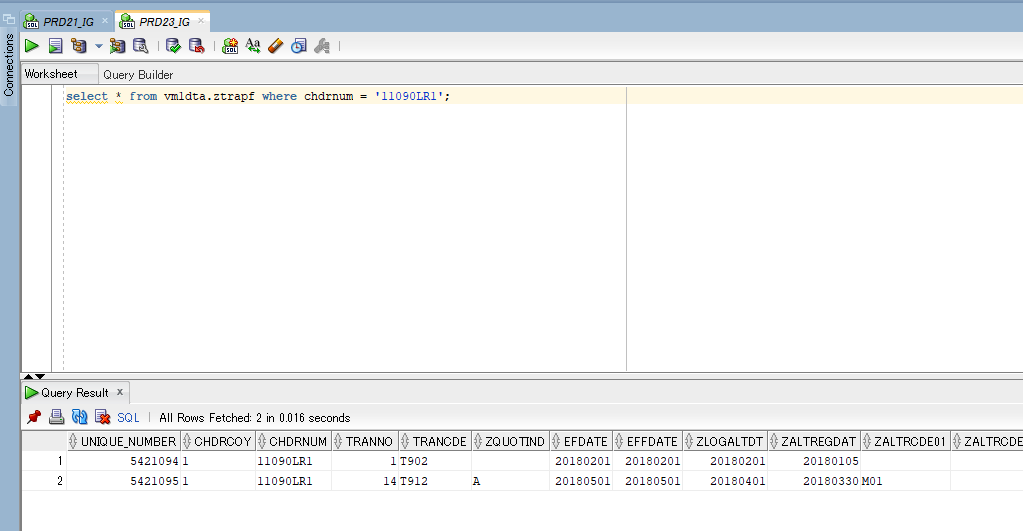 PRD21_IG × PRD23_IG ×
Connections
Worksheet Query Builder
select * from vmldta.ztrapf where chdrnum = '11090LR1';
Query Result ×
SQL | All Rows Fetched: 2 in 0.016 seconds
UNIQUE_NUMBER CHDRCOY CHDRNUM TRANNO TRANCDE ZQUOTIND EFDATE EFFDATE ZLOGALTDT ZALTREGDAT ZALTRCDE01 ZALTRCDE
1 5421094 1 11090LR1 1 T902 20180201 20180201 20180201 20180105
2 5421095 1 11090LR1 14 T912 A 20180501 20180501 20180401 20180330 M01